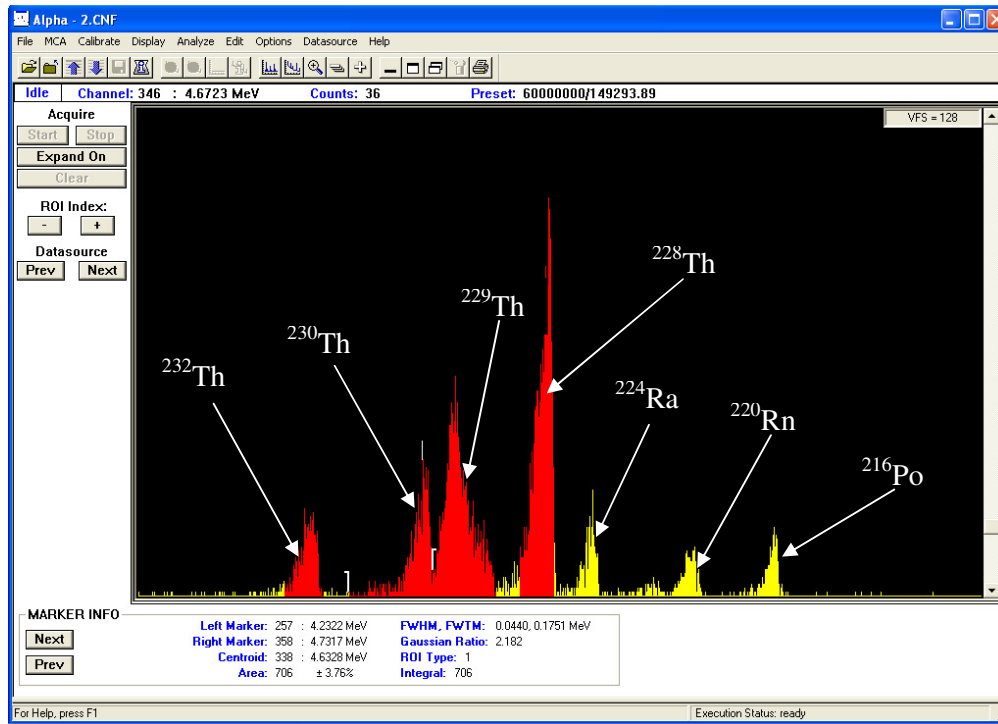 Alpha - 2.CNF
File MCA Calibrate Display Analyze Edit Options Datasource Help
Idle Channel: 346 : 4.6723 MeV Counts: 36 Preset: 60000000/149293.89
Acquire
Start Stop
Expand On
Clear
ROI Index:
- +
Datasource
Prev Next
VFS = 128
²²⁸Th
²²⁹Th
²³⁰Th
²³²Th
²²⁴Ra
²²⁰Rn
²¹⁶Po
MARKER INFO
Next
Prev
Left Marker: 257 : 4.2322 MeV FWHM, FWTM: 0.0440, 0.1751 MeV
Right Marker: 358 : 4.7317 MeV Gaussian Ratio: 2.182
Centroid: 338 : 4.6328 MeV ROI Type: 1
Area: 706 ± 3.76% Integral: 706
For Help, press F1 Execution Status: ready